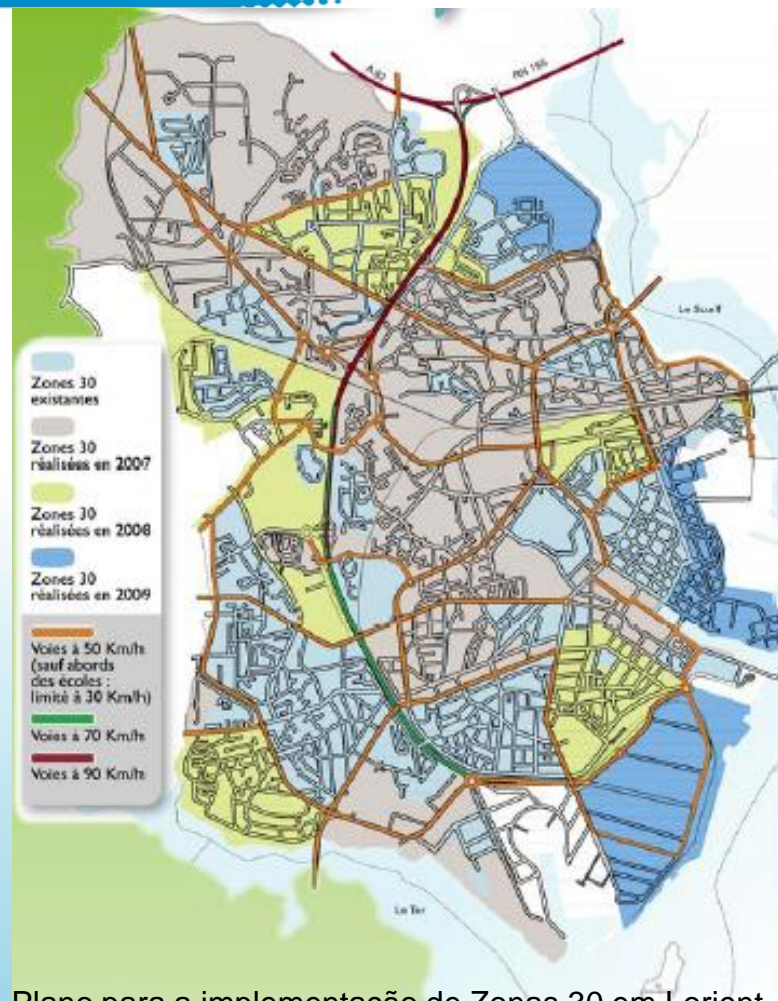 RN 165
Le Scorff
Zones 30
existantes
Zones 30
réalisées en 2007
Zones 30
réalisées en 2008
Zones 30
réalisées en 2009
Voies à 50 Km/h
(sauf abords
des écoles :
limité à 30 Km/h)
Voies à 70 Km/h
Voies à 90 Km/h
Le Ter
Plano para a implementação de Zonas 30 em Lorient